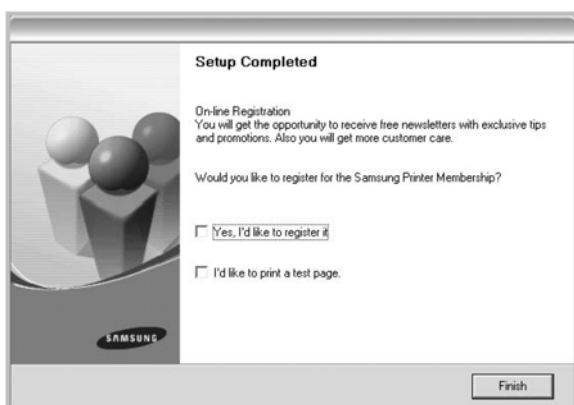 Setup Completed
On-line Registration
You will get the opportunity to receive free newsletters with exclusive tips
and promotions. Also you will get more customer care.
Would you like to register for the Samsung Printer Membership?
Yes, I'd like to register it
I'd like to print a test page.
SAMSUNG
Finish